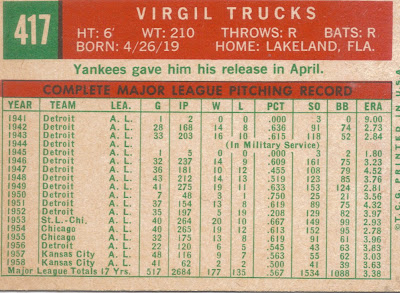 417
VIRGIL TRUCKS
HT: 6' WT: 210 THROWS: R BATS: R
BORN: 4/26/19 HOME: LAKELAND, FLA.
Yankees gave him his release in April.
COMPLETE MAJOR LEAGUE PITCHING RECORD
YEAR TEAM LEA. G IP W L PCT SO BB ERA
1941 Detroit A. L. 1 2 0 0 .000 3 0 9.00
1942 Detroit A. L. 28 168 14 8 .636 91 74 2.73
1943 Detroit A. L. 33 203 16 10 .615 118 52 2.84
1944 Detroit A. L. (In Military Service)
1945 Detroit A. L. 1 5 0 0 .000 3 2 1.80
1946 Detroit A. L. 32 237 14 9 .609 161 75 3.23
1947 Detroit A. L. 36 181 10 12 .455 108 79 4.52
1948 Detroit A. L. 43 212 14 13 .519 123 85 3.76
1949 Detroit A. L. 41 275 19 11 .633 153 124 2.81
1950 Detroit A. L. 7 48 3 1 .750 25 21 3.56
1951 Detroit A. L. 37 154 13 8 .619 89 75 4.32
1952 Detroit A. L. 35 197 5 19 .208 129 82 3.97
1953 St.L.-Chi. A. L. 40 264 20 10 .667 149 99 2.93
1954 Chicago A. L. 40 265 19 12 .613 152 95 2.79
1955 Chicago A. L. 32 175 13 8 .619 91 61 3.96
1956 Detroit A. L. 22 120 6 5 .545 43 63 3.83
1957 Kansas City A. L. 48 116 9 7 .563 55 62 3.03
1958 Kansas City A. L. 41 62 2 2 .500 41 39 3.63
Major League Totals 17 Yrs. 517 2684 177 135 .567 1534 1088 3.38
©T.C.G. PRINTED IN U.S.A.